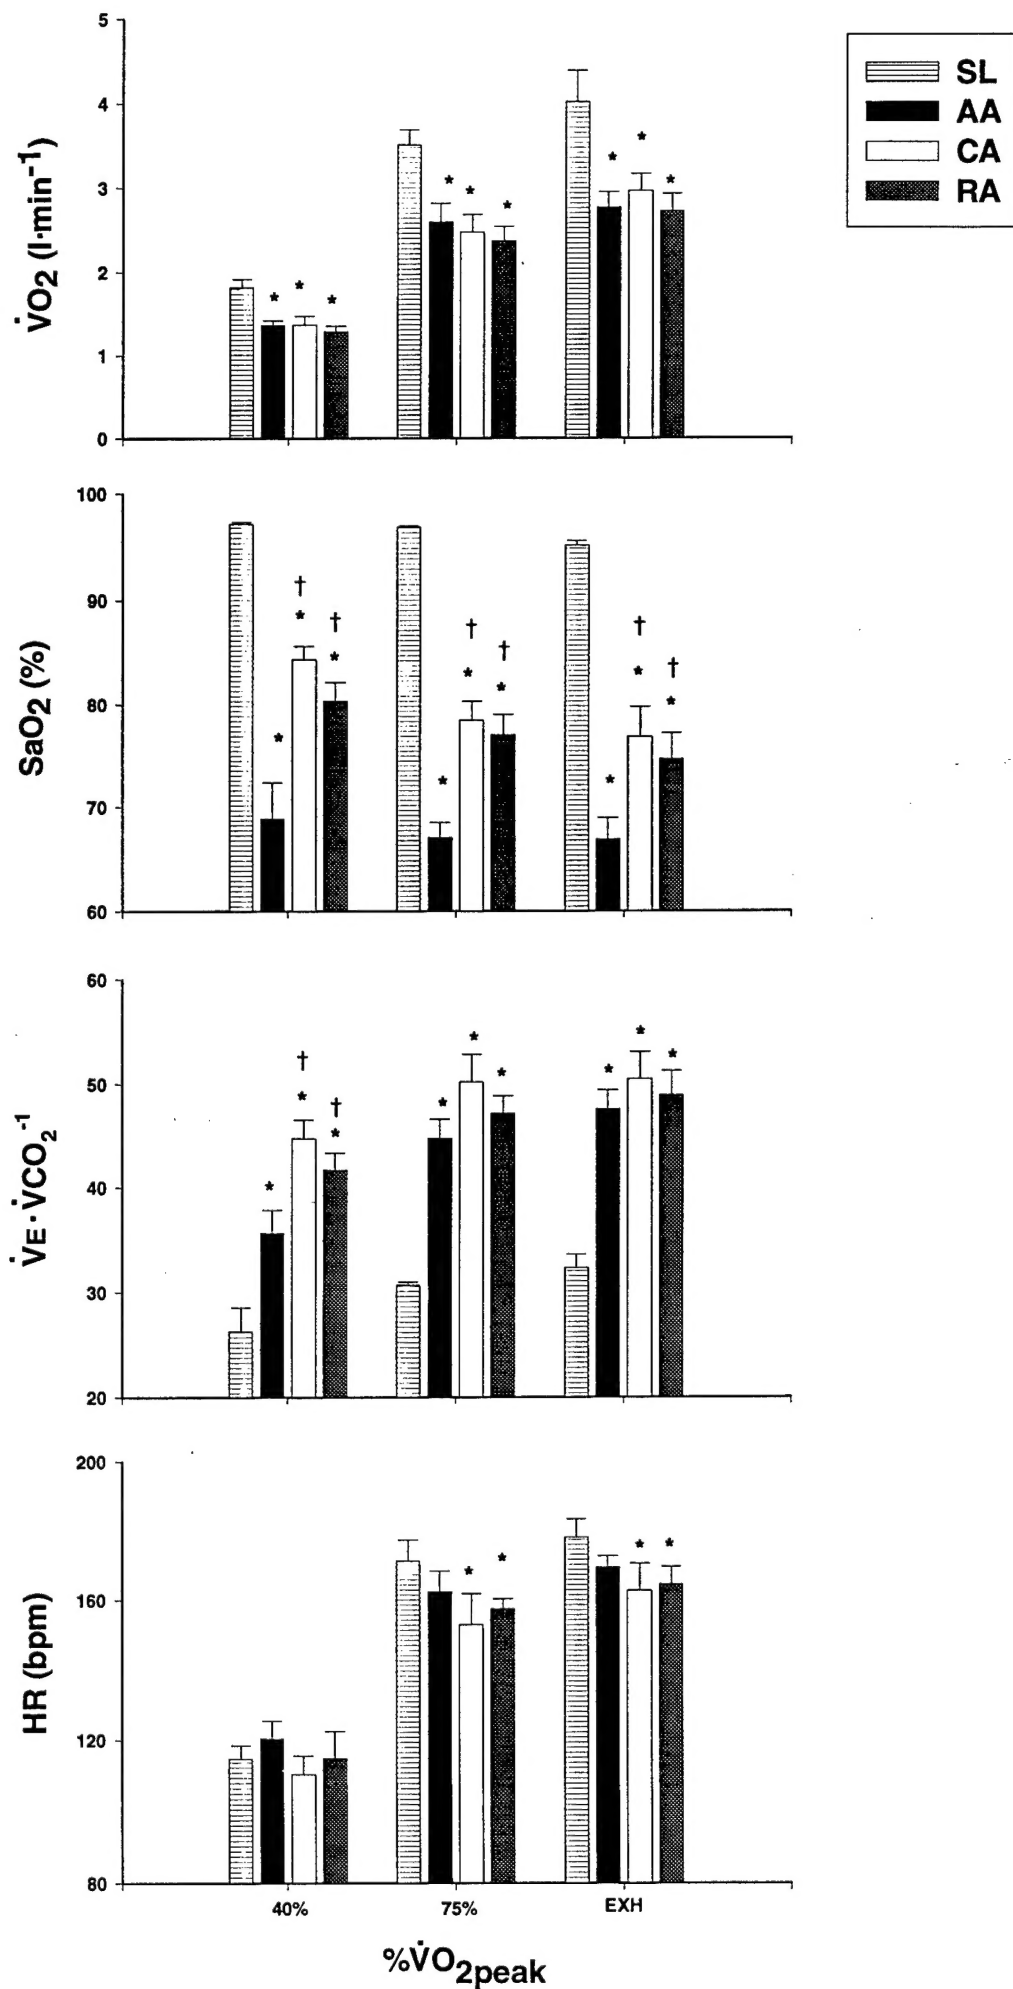 SL
AA
CA
RA
V̇O2 (l·min⁻¹)
5
4
3
2
1
0
* * *
* * *
* * *
SaO2 (%)
100
90
80
70
60
* †* †*
* †* †*
* †* †*
V̇E·V̇CO2⁻¹
60
50
40
30
20
* †* †*
* * *
* * *
HR (bpm)
200
160
120
80
* *
* *
40% 75% EXH
%V̇O2peak